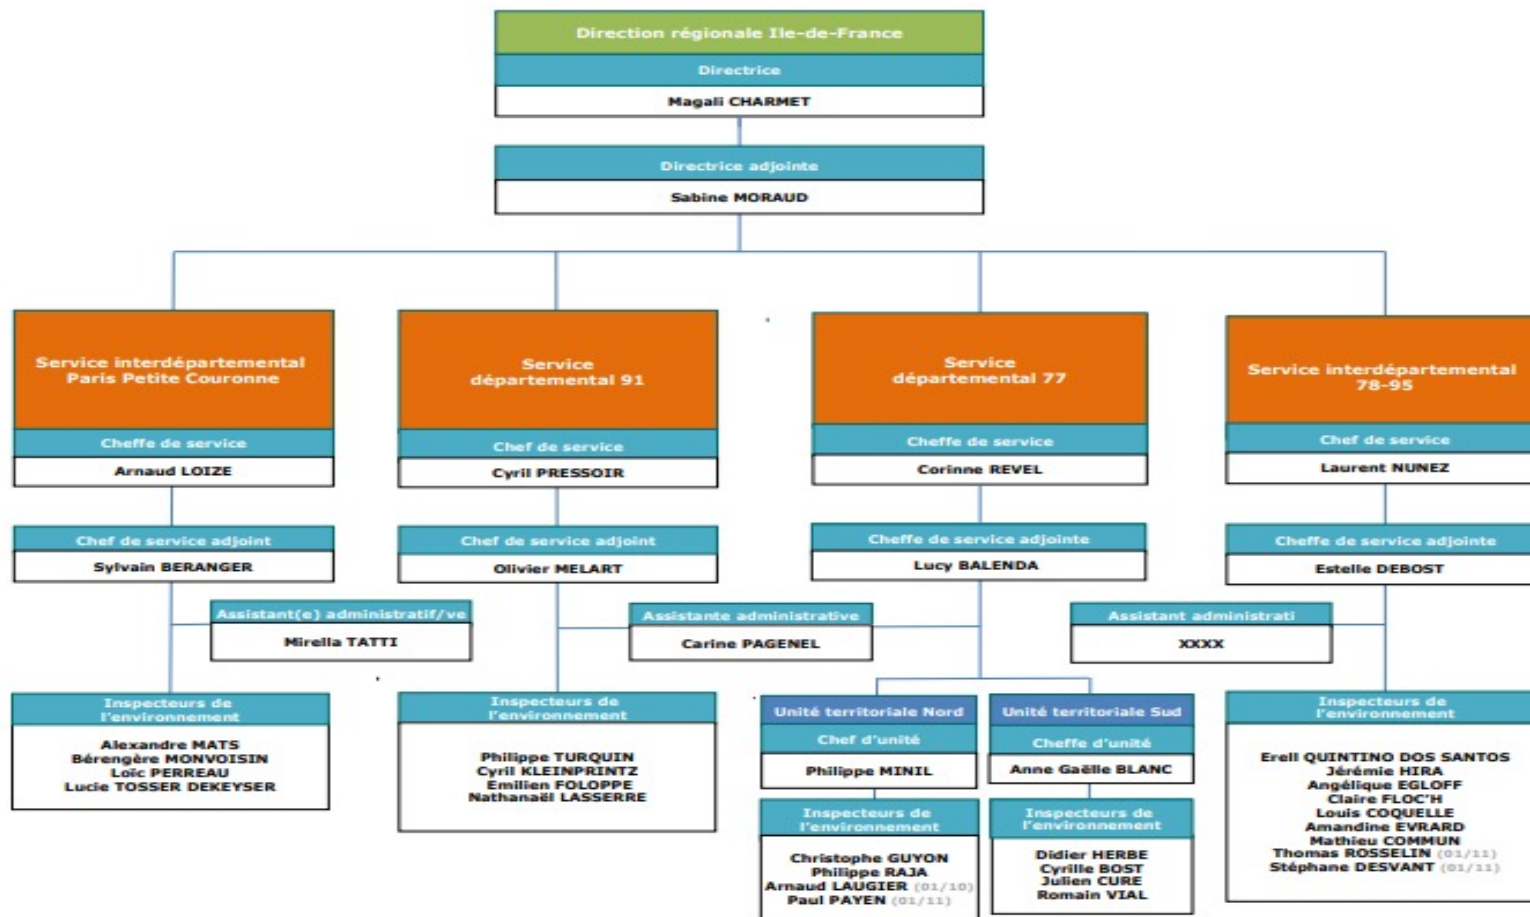 Direction régionale Ile-de-France
Directrice
Magali CHARMET
Directrice adjointe
Sabine MORAUD
Service interdépartemental
Paris Petite Couronne
Cheffe de service
Arnaud LOIZE
Chef de service adjoint
Sylvain BERANGER
Assistant(e) administratif/ve
Mirella TATTI
Inspecteurs de
l'environnement
Alexandre MATS
Bérengère MONVOISIN
Loïc PERREAU
Lucie TOSSER DEKEYSER
Service
départemental 91
Chef de service
Cyril PRESSOIR
Chef de service adjoint
Olivier MELART
Assistante administrative
Carine PAGENEL
Inspecteurs de
l'environnement
Philippe TURQUIN
Cyril KLEINPRINTZ
Emilien FOLOPPE
Nathanaël LASSERRE
Service
départemental 77
Cheffe de service
Corinne REVEL
Cheffe de service adjointe
Lucy BALENDA
Unité territoriale Nord
Chef d'unité
Philippe MINIL
Inspecteurs de
l'environnement
Christophe GUYON
Philippe RAJA
Arnaud LAUGIER (01/10)
Paul PAYEN (01/11)
Unité territoriale Sud
Cheffe d'unité
Anne Gaëlle BLANC
Inspecteurs de
l'environnement
Didier HERBE
Cyrille BOST
Julien CURE
Romain VIAL
Service interdépartemental
78-95
Chef de service
Laurent NUNEZ
Cheffe de service adjointe
Estelle DEBOST
Assistant administrati
XXXX
Inspecteurs de
l'environnement
Erell QUINTINO DOS SANTOS
Jérémie HIRA
Angélique EGLOFF
Claire FLOC'H
Louis COQUELLE
Amandine EVRARD
Mathieu COMMUN
Thomas ROSSELIN (01/11)
Stéphane DESVANT (01/11)